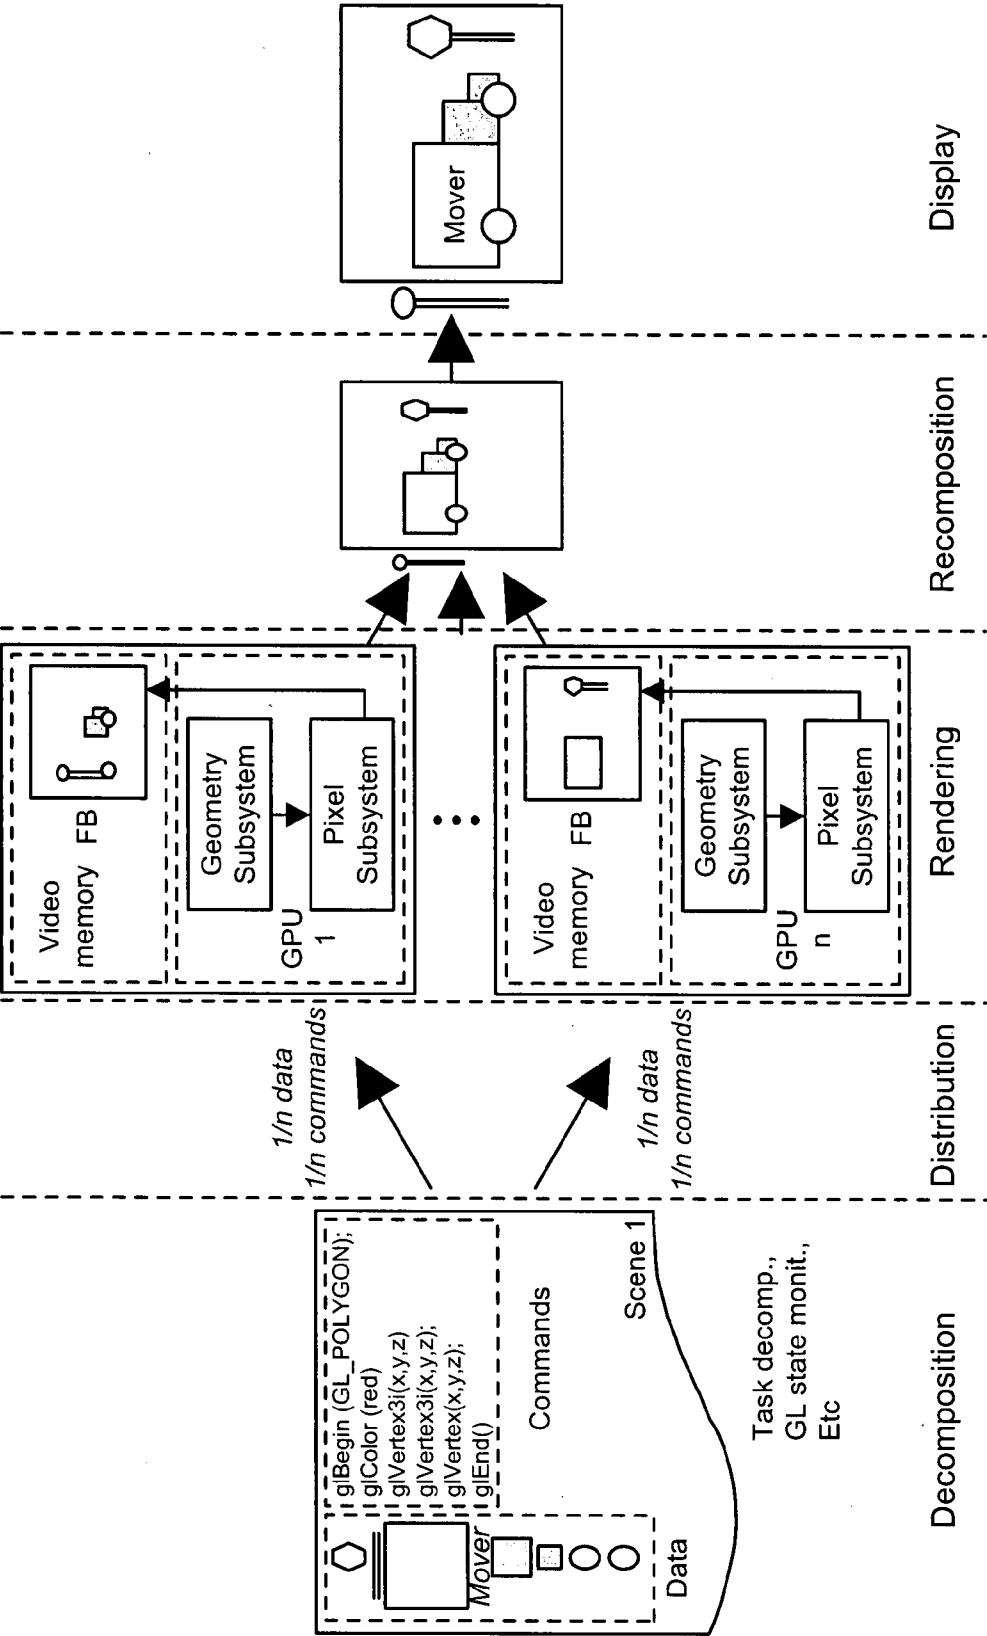 glBegin (GL_POLYGON);
glColor (red)
glVertex3i(x,y,z)
glVertex3i(x,y,z);
glVertex(x,y,z);
glEnd()
Commands
Mover
Data
Scene 1
Task decomp.,
GL state monit.,
Etc
Decomposition
1/n data
1/n commands
1/n data
1/n commands
Distribution
Video
memory FB
Geometry
Subsystem
Pixel
Subsystem
GPU
1
Video
memory FB
Geometry
Subsystem
Pixel
Subsystem
GPU
n
Rendering
Recomposition
Mover
Display